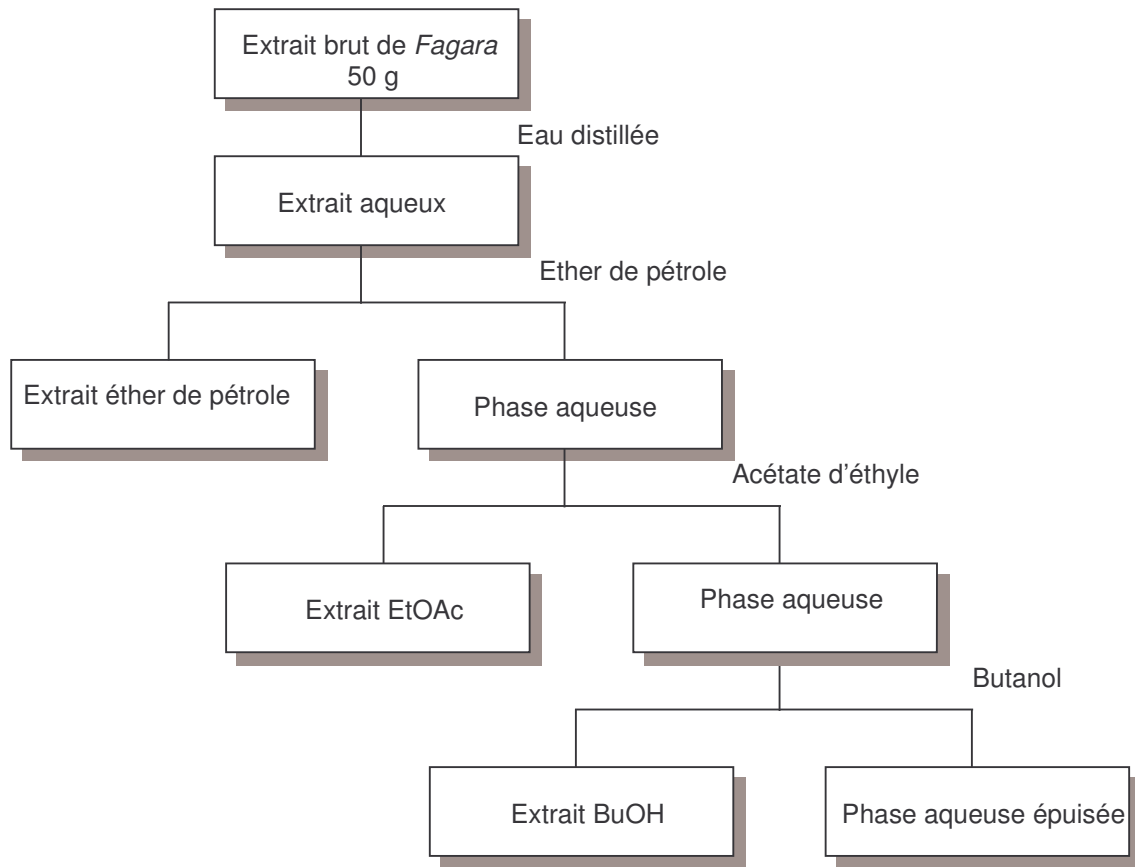 Extrait brut de Fagara
50 g
Eau distillée
Extrait aqueux
Ether de pétrole
Extrait éther de pétrole
Phase aqueuse
Acétate d'éthyle
Extrait EtOAc
Phase aqueuse
Butanol
Extrait BuOH
Phase aqueuse épuisée